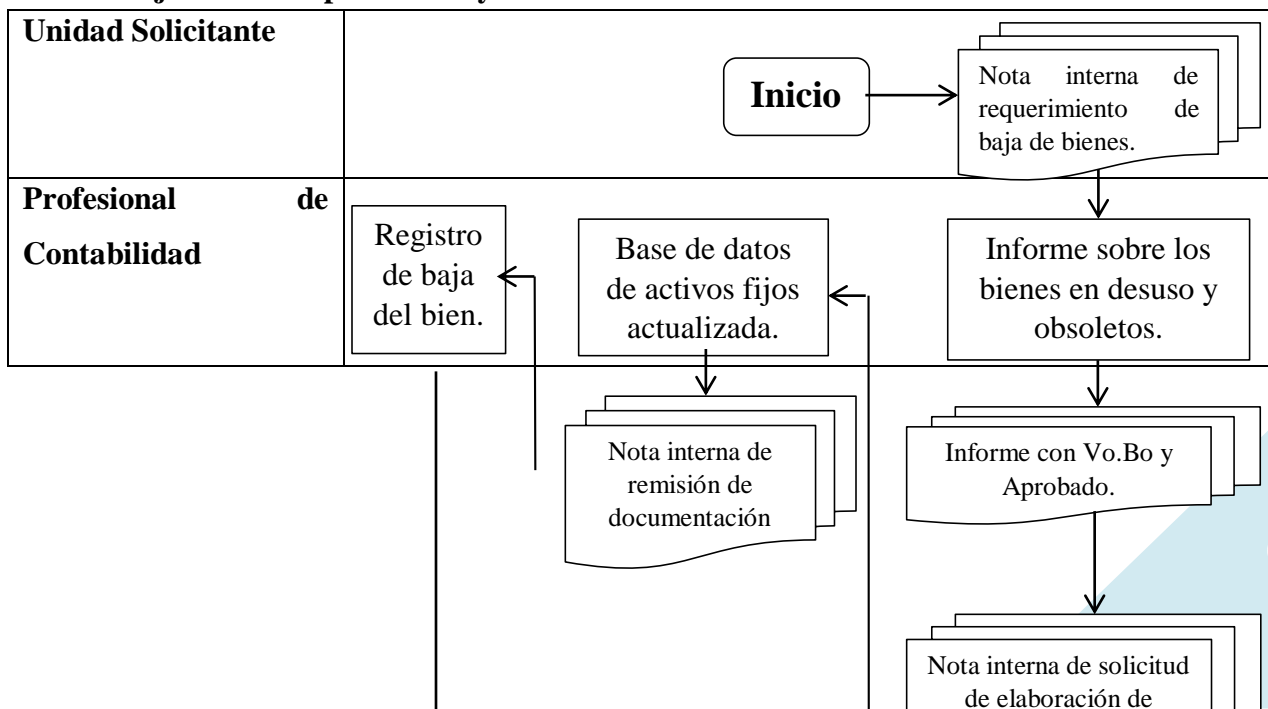 Unidad Solicitante
Inicio
Nota interna de
requerimiento de
baja de bienes.
Profesional de
Contabilidad
Registro
de baja
del bien.
Base de datos
de activos fijos
actualizada.
Informe sobre los
bienes en desuso y
obsoletos.
Nota interna de
remisión de
documentación
Informe con Vo.Bo y
Aprobado.
Nota interna de solicitud
de elaboración de